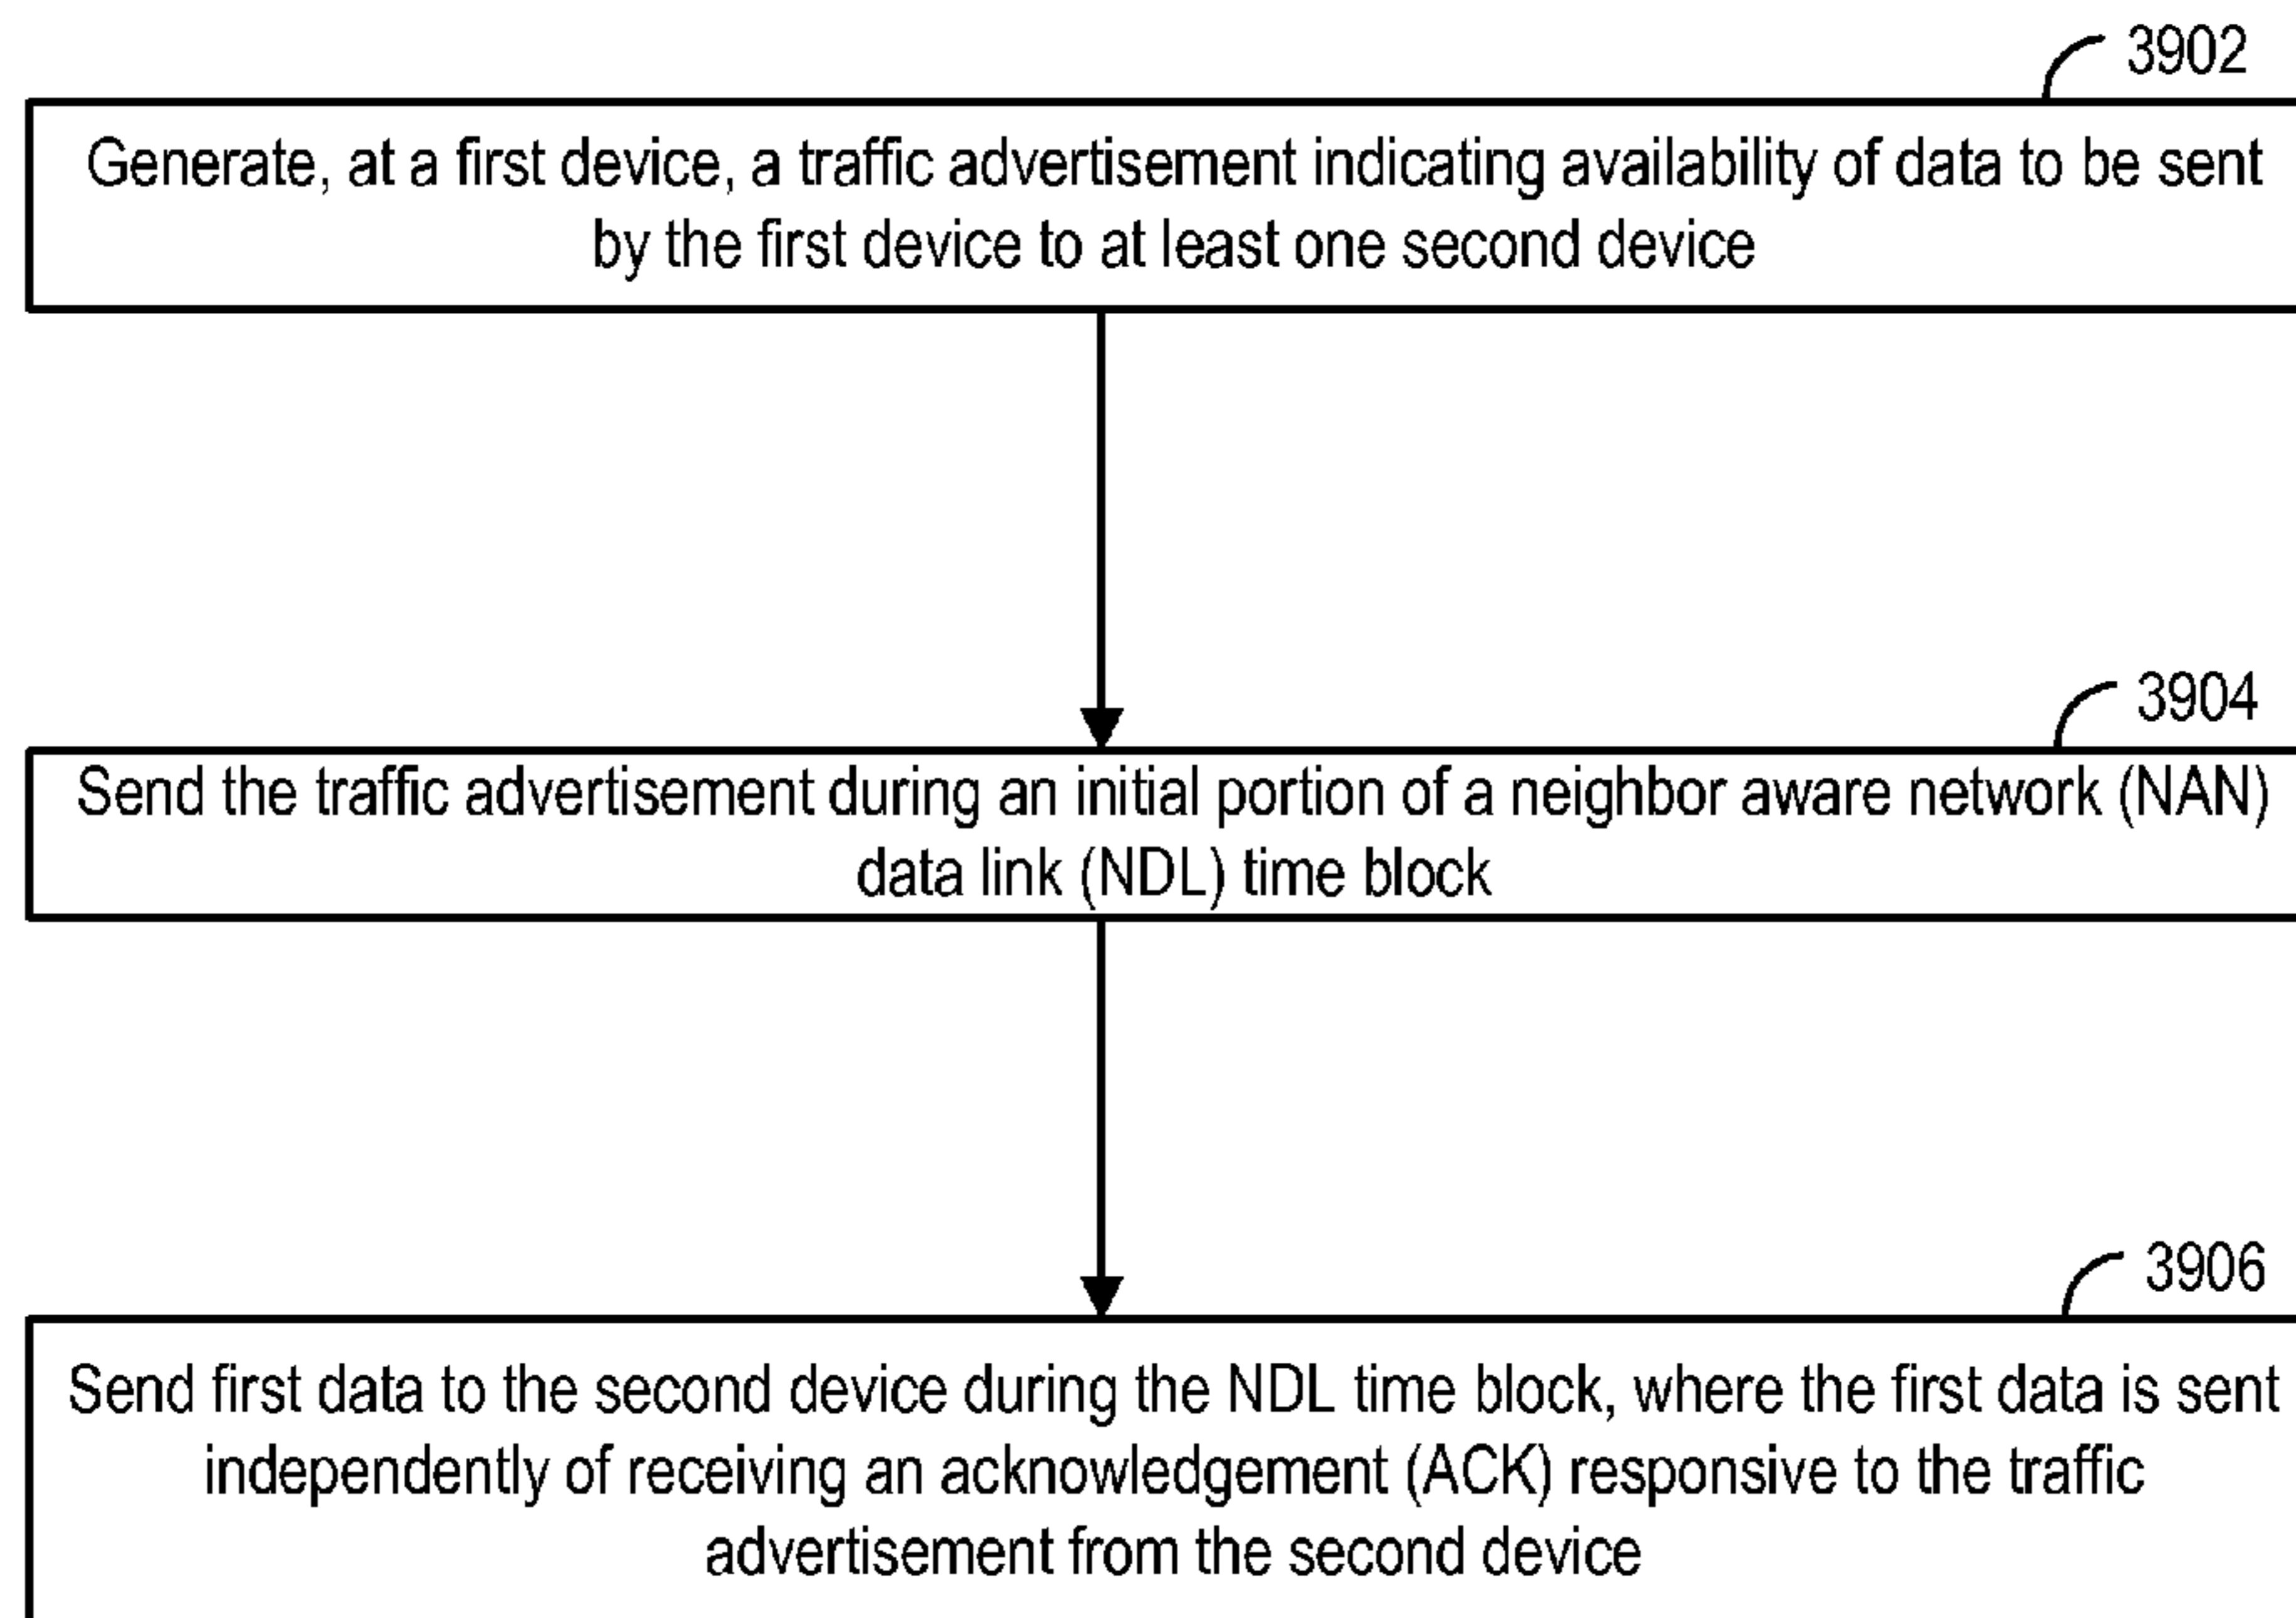 3902
Generate, at a first device, a traffic advertisement indicating availability of data to be sent
by the first device to at least one second device
3904
Send the traffic advertisement during an initial portion of a neighbor aware network (NAN)
data link (NDL) time block
3906
Send first data to the second device during the NDL time block, where the first data is sent
independently of receiving an acknowledgement (ACK) responsive to the traffic
advertisement from the second device